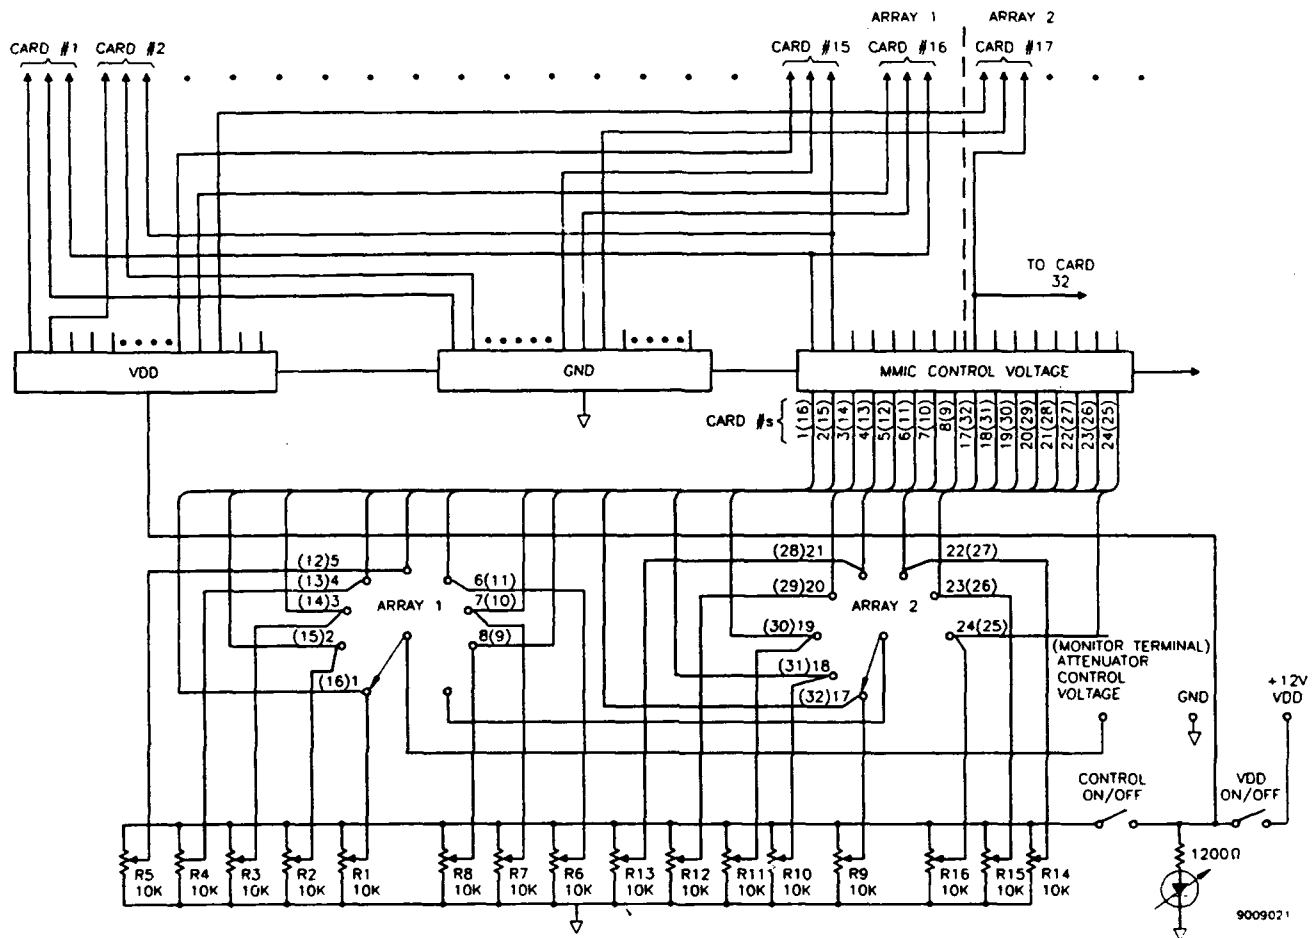 ARRAY 1 ARRAY 2
CARD #1 CARD #2 CARD #15 CARD #16 CARD #17
TO CARD
32
VDD GND MMIC CONTROL VOLTAGE
CARD #s
1(16)
2(15)
3(14)
4(13)
5(12)
6(11)
7(10)
8(9)
17(32)
18(31)
19(30)
20(29)
21(28)
22(27)
23(26)
24(25)
(12)5
(13)4
(14)3
(15)2
(16)1
6(11)
7(10)
8(9)
ARRAY 1
(28)21
(29)20
(30)19
(31)18
(32)17
22(27)
23(26)
24(25)
ARRAY 2
(MONITOR TERMINAL)
ATTENUATOR
CONTROL
VOLTAGE
GND
+12V
VDD
CONTROL
ON/OFF
VDD
ON/OFF
R5 R4 R3 R2 R1 R8 R7 R6 R13 R12 R11 R10 R9 R16 R15 R14
10K 10K 10K 10K 10K 10K 10K 10K 10K 10K 10K 10K 10K 10K 10K 10K
1200Ω
9009021